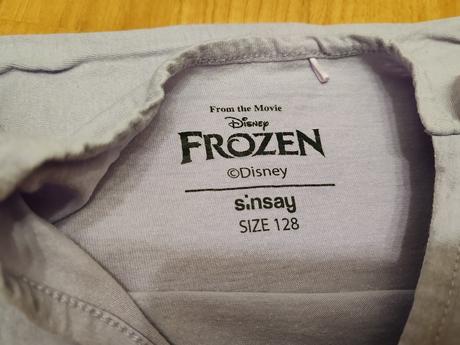 From the Movie
Disney
FROZEN
©Disney
sinsay
SIZE 128